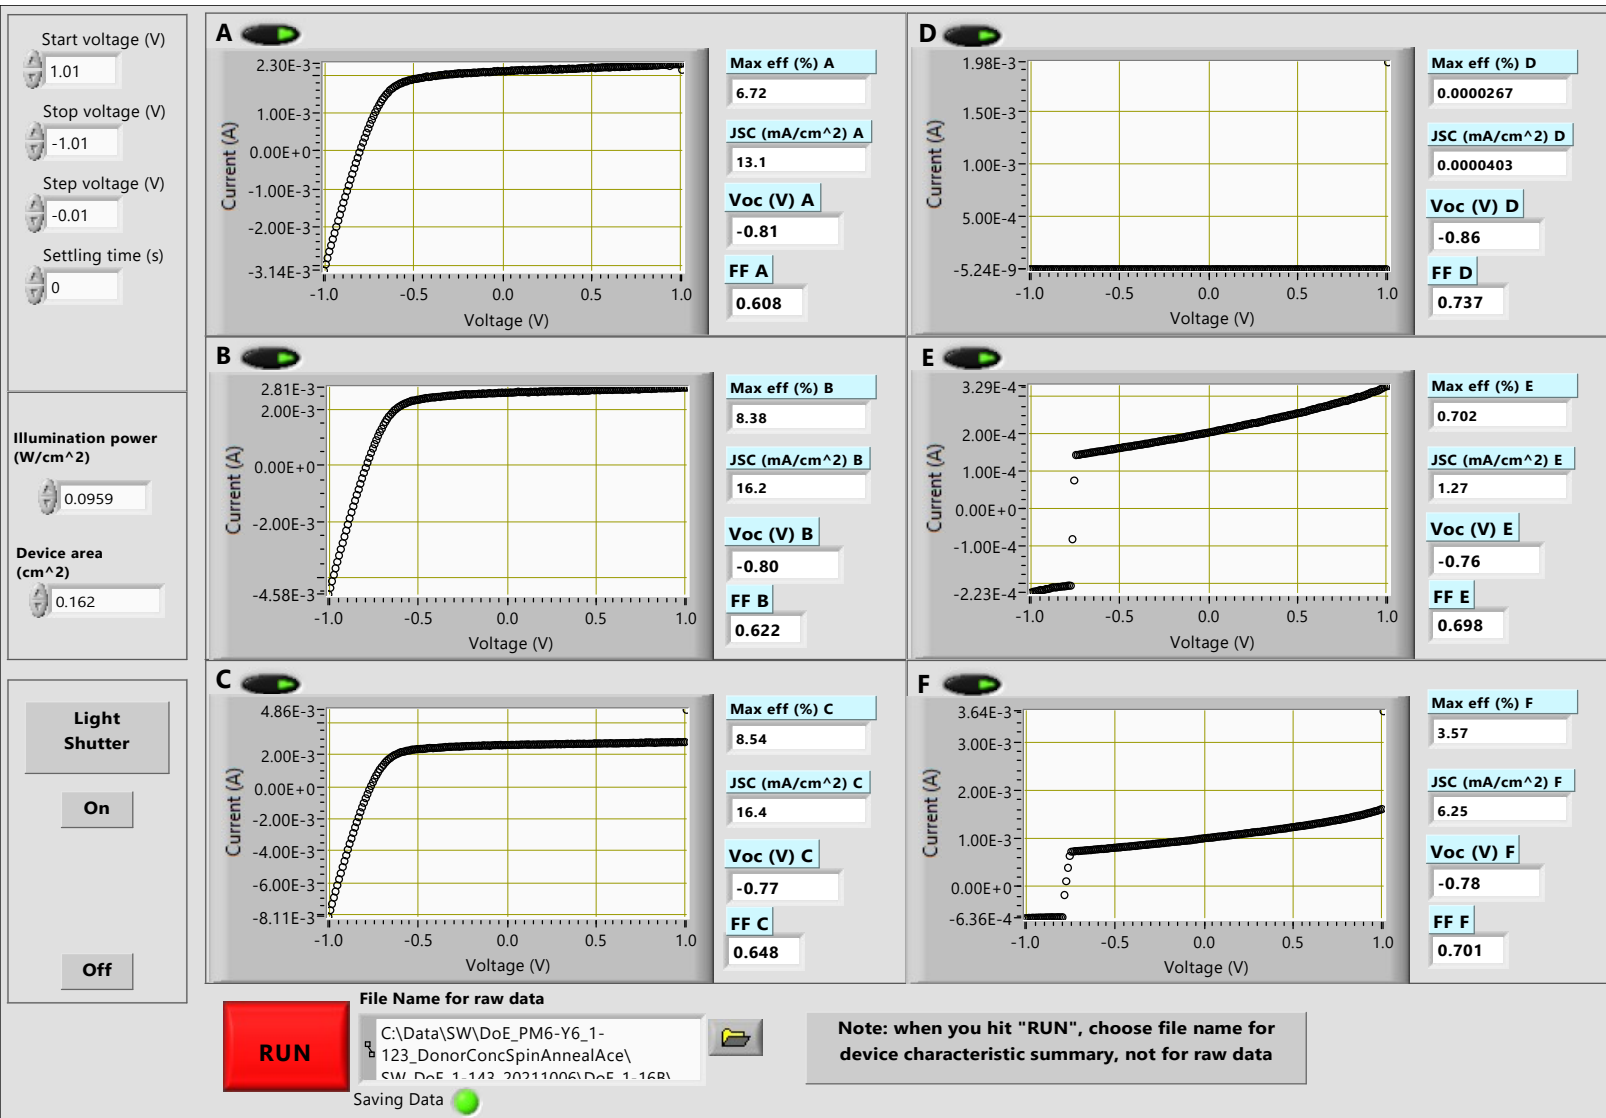 Start voltage (V)
1.01
Stop voltage (V)
-1.01
Step voltage (V)
-0.01
Settling time (s)
0
Illumination power
(W/cm^2)
0.0959
Device area
(cm^2)
0.162
Light
Shutter
On
Off
A
2.30E-3
1.00E-3
0.00E+0
-1.00E-3
-2.00E-3
-3.14E-3
Current (A)
-1.0 -0.5 0.0 0.5 1.0
Voltage (V)
Max eff (%) A
6.72
JSC (mA/cm^2) A
13.1
Voc (V) A
-0.81
FF A
0.608
B
2.81E-3
2.00E-3
0.00E+0
-2.00E-3
-4.58E-3
Current (A)
-1.0 -0.5 0.0 0.5 1.0
Voltage (V)
Max eff (%) B
8.38
JSC (mA/cm^2) B
16.2
Voc (V) B
-0.80
FF B
0.622
C
4.86E-3
2.00E-3
0.00E+0
-2.00E-3
-4.00E-3
-6.00E-3
-8.11E-3
Current (A)
-1.0 -0.5 0.0 0.5 1.0
Voltage (V)
Max eff (%) C
8.54
JSC (mA/cm^2) C
16.4
Voc (V) C
-0.77
FF C
0.648
D
1.98E-3
1.50E-3
1.00E-3
5.00E-4
-5.24E-9
Current (A)
-1.0 -0.5 0.0 0.5 1.0
Voltage (V)
Max eff (%) D
0.0000267
JSC (mA/cm^2) D
0.0000403
Voc (V) D
-0.86
FF D
0.737
E
3.29E-4
2.00E-4
1.00E-4
0.00E+0
-1.00E-4
-2.23E-4
Current (A)
-1.0 -0.5 0.0 0.5 1.0
Voltage (V)
Max eff (%) E
0.702
JSC (mA/cm^2) E
1.27
Voc (V) E
-0.76
FF E
0.698
F
3.64E-3
3.00E-3
2.00E-3
1.00E-3
0.00E+0
-6.36E-4
Current (A)
-1.0 -0.5 0.0 0.5 1.0
Voltage (V)
Max eff (%) F
3.57
JSC (mA/cm^2) F
6.25
Voc (V) F
-0.78
FF F
0.701
RUN
File Name for raw data
C:\Data\SW\DoE_PM6-Y6_1-
123_DonorConcSpinAnnealAce\
SW_DoE_1-143_20211006\DoE_1-16B\
Saving Data
Note: when you hit "RUN", choose file name for
device characteristic summary, not for raw data